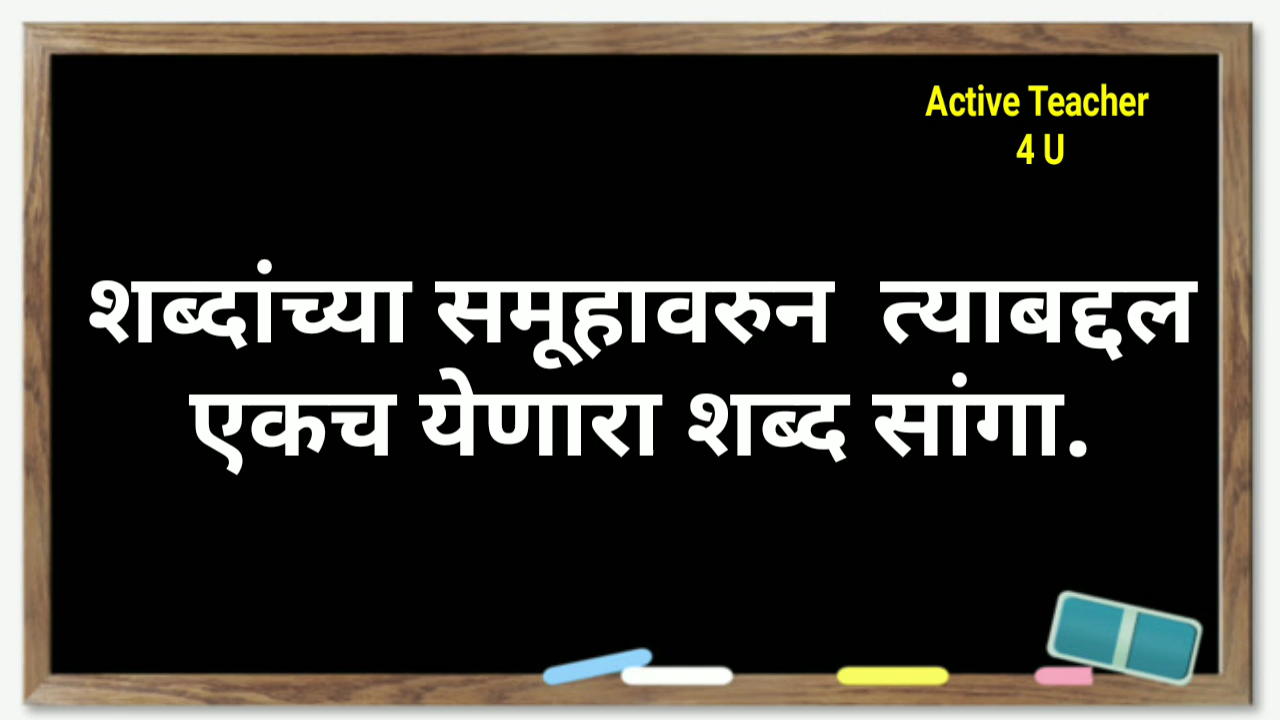 Active Teacher
4 U
शब्दांच्या समूहावरुन त्याबद्दल
एकच येणारा शब्द सांगा.